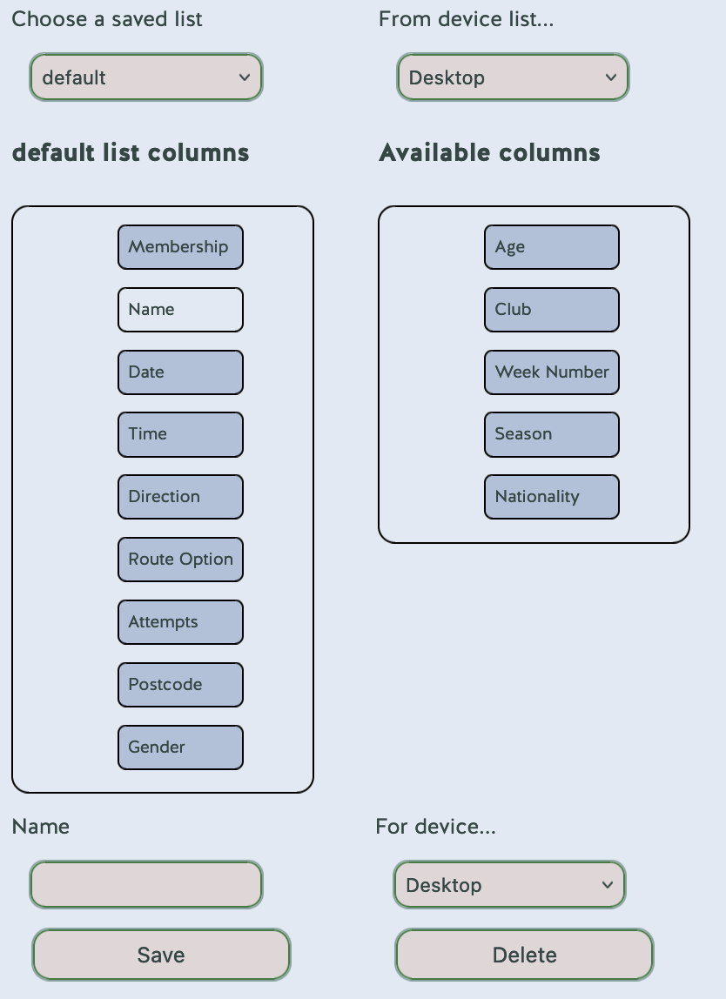 Choose a saved list
From device list...
default
Desktop
default list columns
Available columns
Membership
Name
Date
Time
Direction
Route Option
Attempts
Postcode
Gender
Age
Club
Week Number
Season
Nationality
Name
For device...
Desktop
Save
Delete